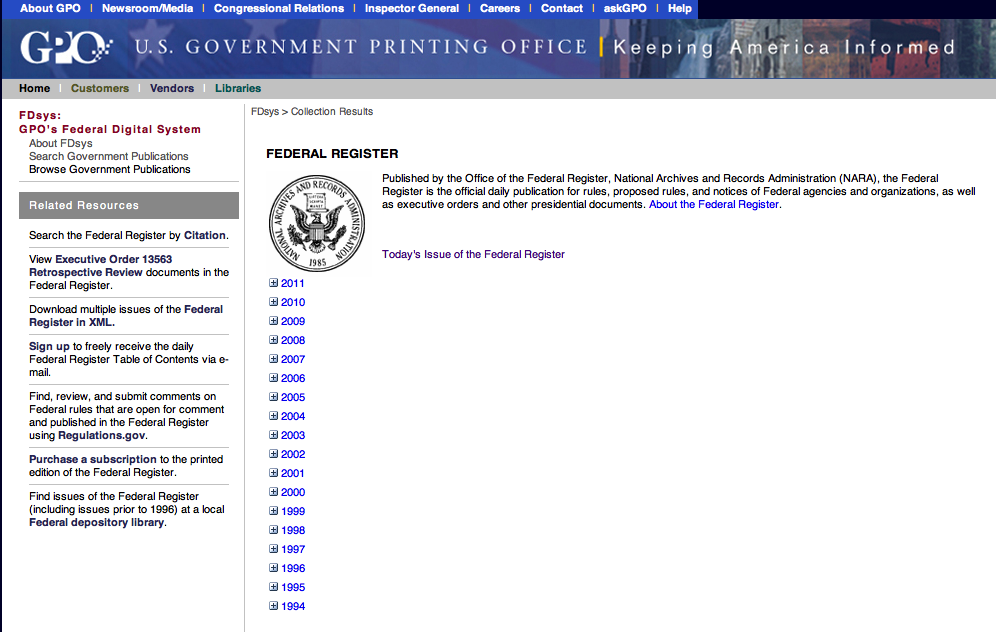 About GPO | Newsroom/Media | Congressional Relations | Inspector General | Careers | Contact | askGPO | Help
GPO U.S. GOVERNMENT PRINTING OFFICE | Keeping America Informed
Home | Customers | Vendors | Libraries
FDsys:
GPO's Federal Digital System
About FDsys
Search Government Publications
Browse Government Publications
Related Resources
Search the Federal Register by Citation.
View Executive Order 13563
Retrospective Review documents in the
Federal Register.
Download multiple issues of the Federal
Register in XML.
Sign up to freely receive the daily
Federal Register Table of Contents via e-
mail.
Find, review, and submit comments on
Federal rules that are open for comment
and published in the Federal Register
using Regulations.gov.
Purchase a subscription to the printed
edition of the Federal Register.
Find issues of the Federal Register
(including issues prior to 1996) at a local
Federal depository library.
FDsys > Collection Results
FEDERAL REGISTER
NATIONAL ARCHIVES AND RECORDS ADMINISTRATION
LITTERA
SCRIPTA
MANET
1985
Published by the Office of the Federal Register, National Archives and Records Administration (NARA), the Federal
Register is the official daily publication for rules, proposed rules, and notices of Federal agencies and organizations, as well
as executive orders and other presidential documents. About the Federal Register.
Today's Issue of the Federal Register
2011
2010
2009
2008
2007
2006
2005
2004
2003
2002
2001
2000
1999
1998
1997
1996
1995
1994